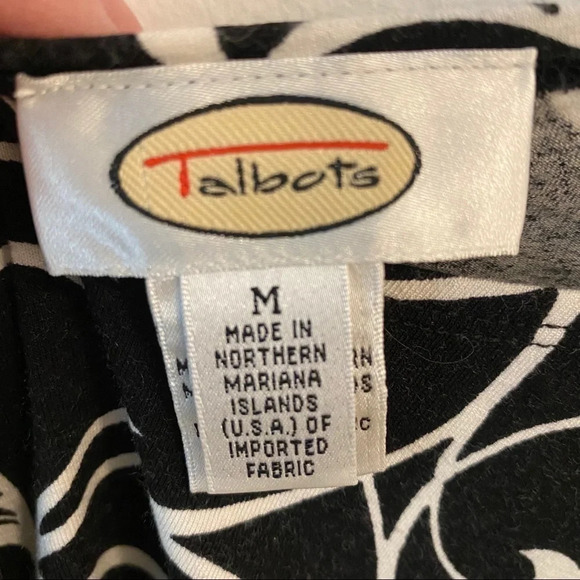 Talbots
M
MADE IN
NORTHERN
MARIANA
ISLANDS
(U.S.A.) OF
IMPORTED
FABRIC